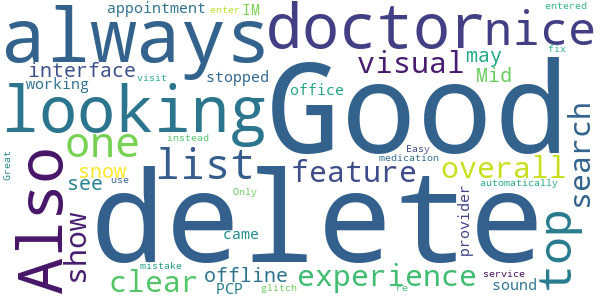 appointment
enter
IM
entered
always
doctor
nice
fix
visual
may
interface
Mid
visit
stopped
working
office
looking
Good
search
instead
one
Easy
Great
list
medication
Also
snow
feature
overall
see
use
automatically
delete
Only
show
provider
top
came
mistake
offline
experience
service
clear
PCP
glitch
re
sound